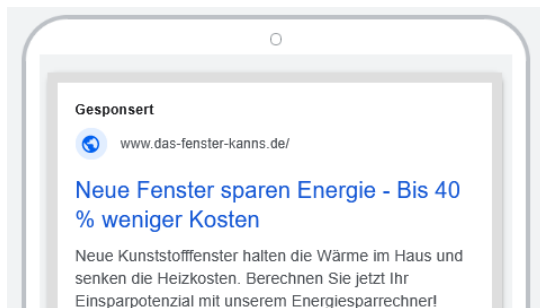 Gesponsert
www.das-fenster-kanns.de/
Neue Fenster sparen Energie - Bis 40
% weniger Kosten
Neue Kunststofffenster halten die Wärme im Haus und
senken die Heizkosten. Berechnen Sie jetzt Ihr
Einsparpotenzial mit unserem Energiesparrechner!